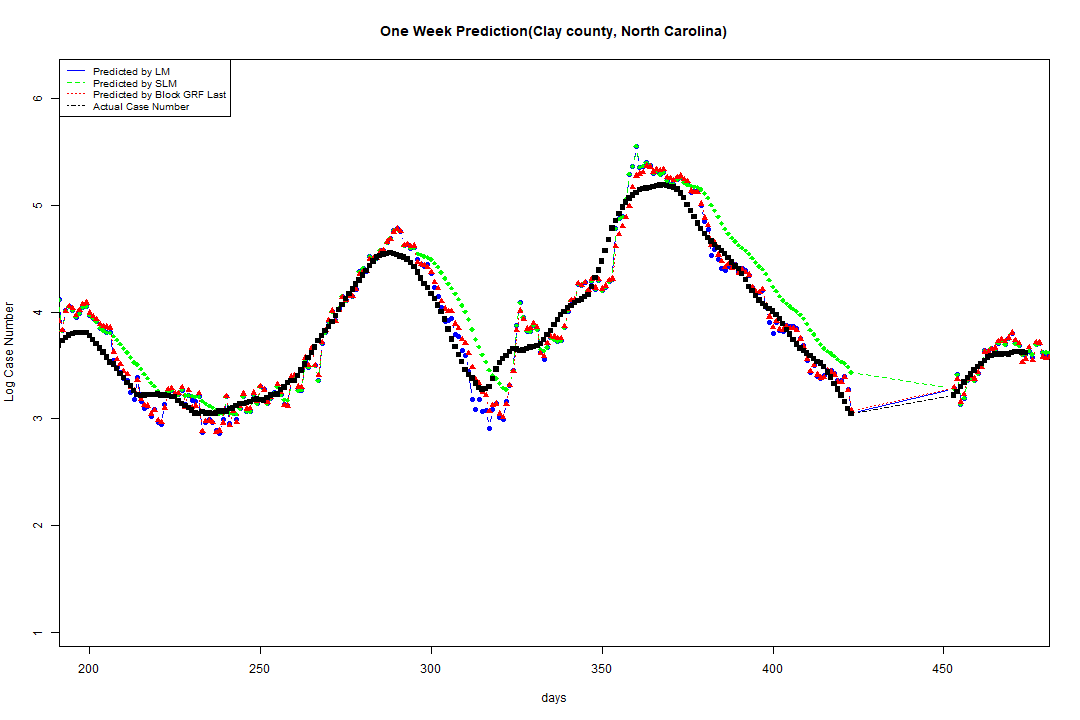 One Week Prediction(Clay county, North Carolina)
Predicted by LM
Predicted by SLM
Predicted by Block GRF Last
Actual Case Number
6
5
4
3
2
1
Log Case Number
200 250 300 350 400 450
days